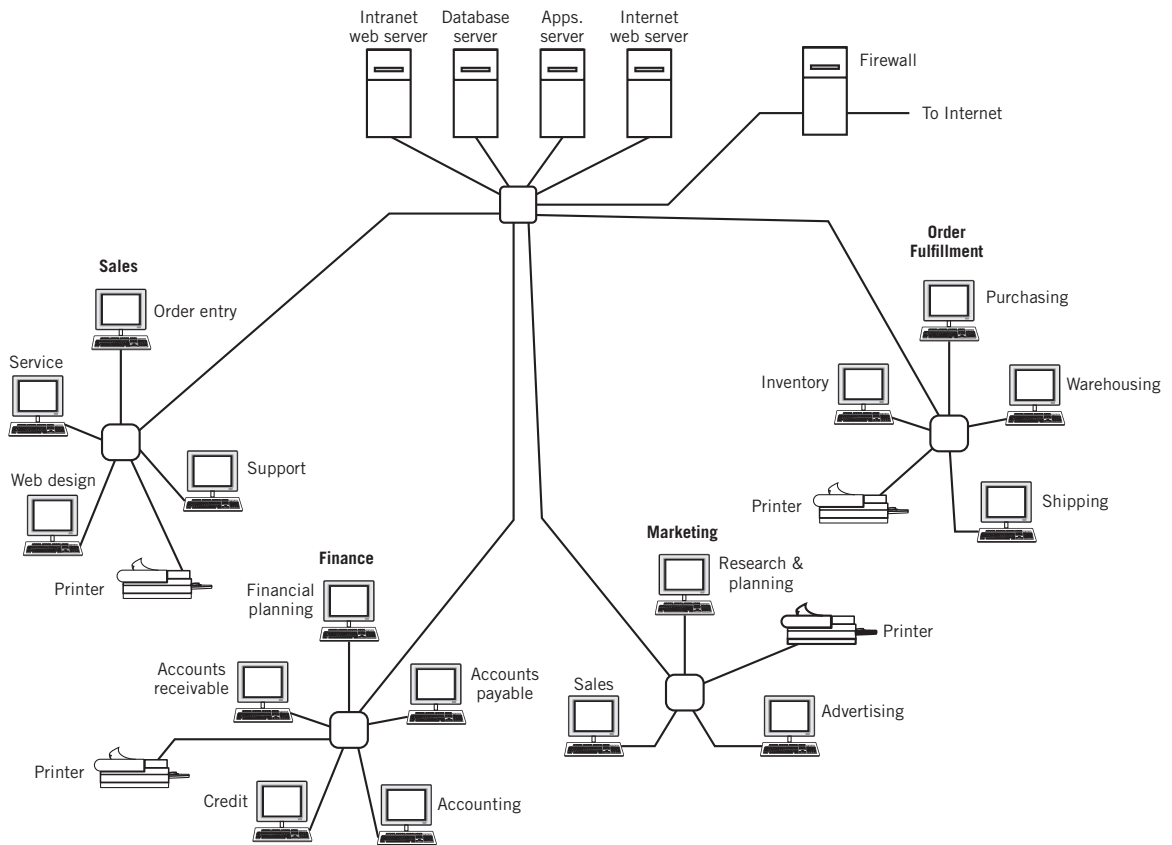 Intranet
web server
Database
server
Apps.
server
Internet
web server
Firewall
To Internet
Sales
Order entry
Service
Web design
Support
Printer
Finance
Financial
planning
Accounts
receivable
Accounts
payable
Printer
Credit
Accounting
Marketing
Research &
planning
Printer
Sales
Advertising
Order
Fulfillment
Purchasing
Inventory
Warehousing
Printer
Shipping